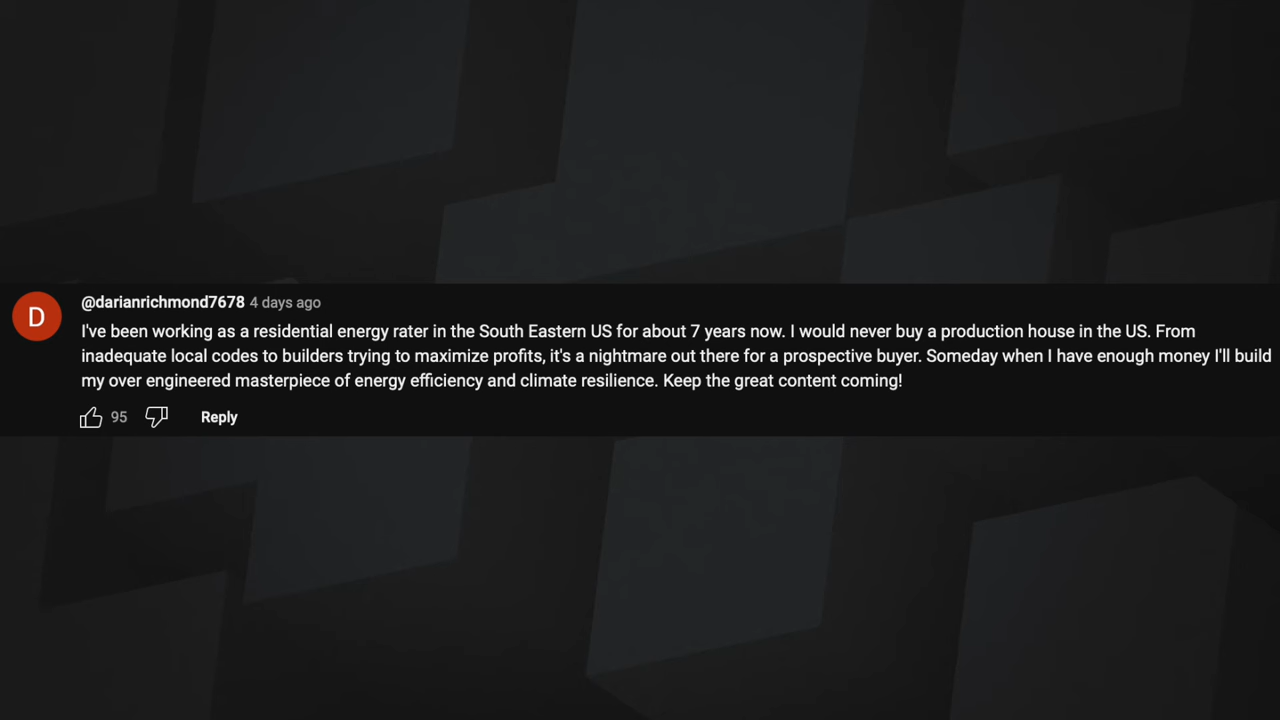 D
@darianrichmond7678 4 days ago
I've been working as a residential energy rater in the South Eastern US for about 7 years now. I would never buy a production house in the US. From
inadequate local codes to builders trying to maximize profits, it's a nightmare out there for a prospective buyer. Someday when I have enough money I'll build
my over engineered masterpiece of energy efficiency and climate resilience. Keep the great content coming!
95 Reply